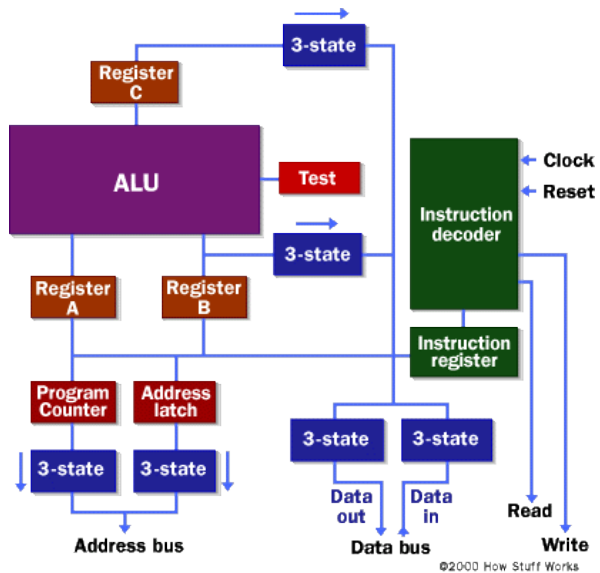 3-state
Register
C
ALU
Test
Clock
Reset
Instruction
decoder
3-state
Register
A
Register
B
Instruction
register
Program
Counter
Address
latch
3-state
3-state
3-state
3-state
Data
out
Data
in
Read
Address bus
Data bus
Write
©2000 How Stuff Works